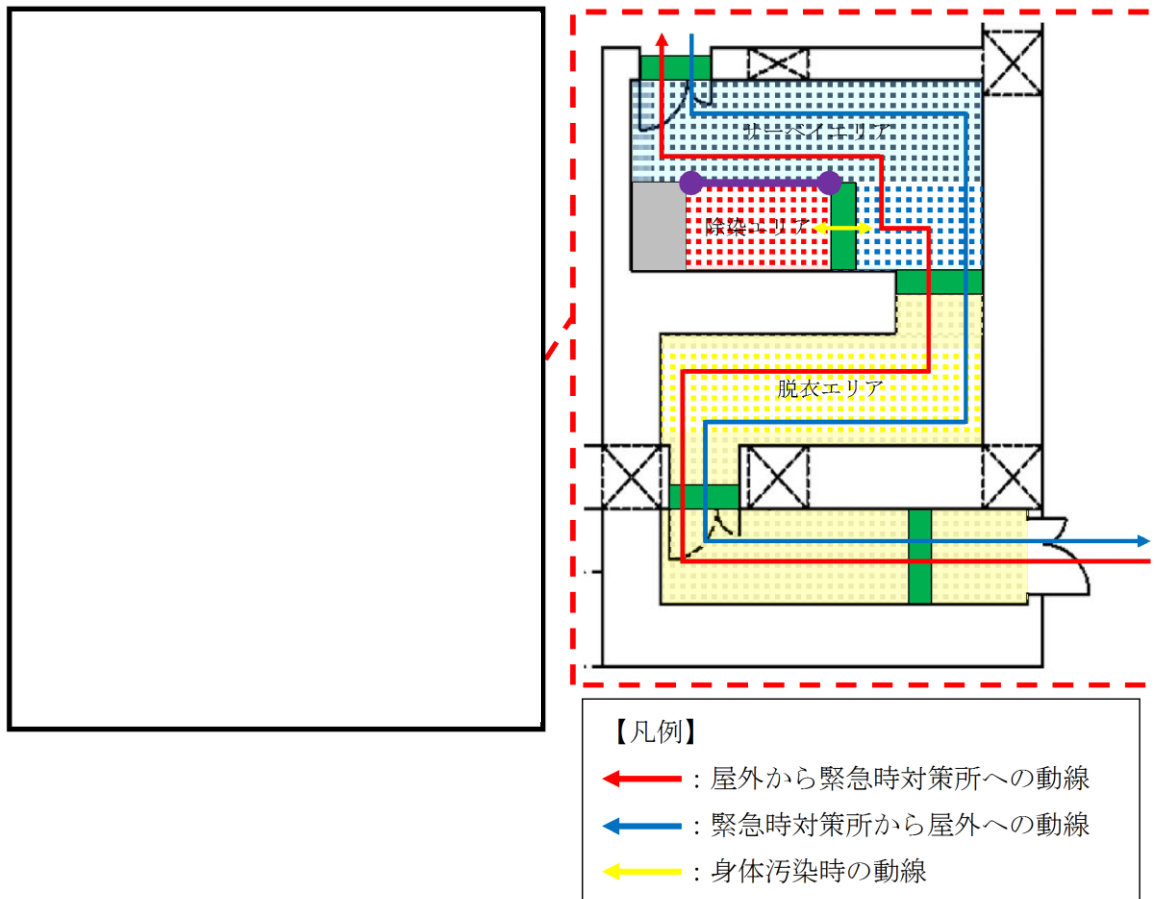 サーベイエリア
除染エリア
脱衣エリア
【凡例】
：屋外から緊急時対策所への動線
：緊急時対策所から屋外への動線
：身体汚染時の動線